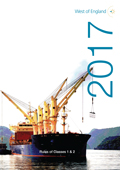 West of England
2017
Rules of Classes 1 & 2